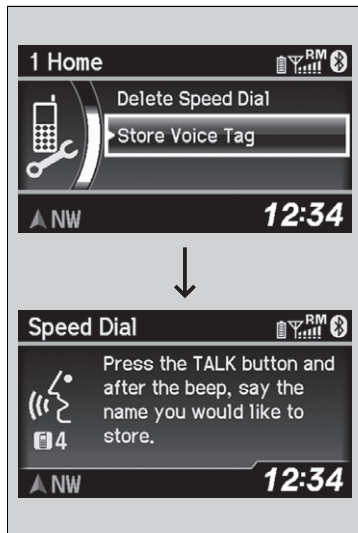 1 Home
RM
Delete Speed Dial
Store Voice Tag
NW
12:34
Speed Dial
RM
Press the TALK button and
after the beep, say the
name you would like to
store.
4
NW
12:34